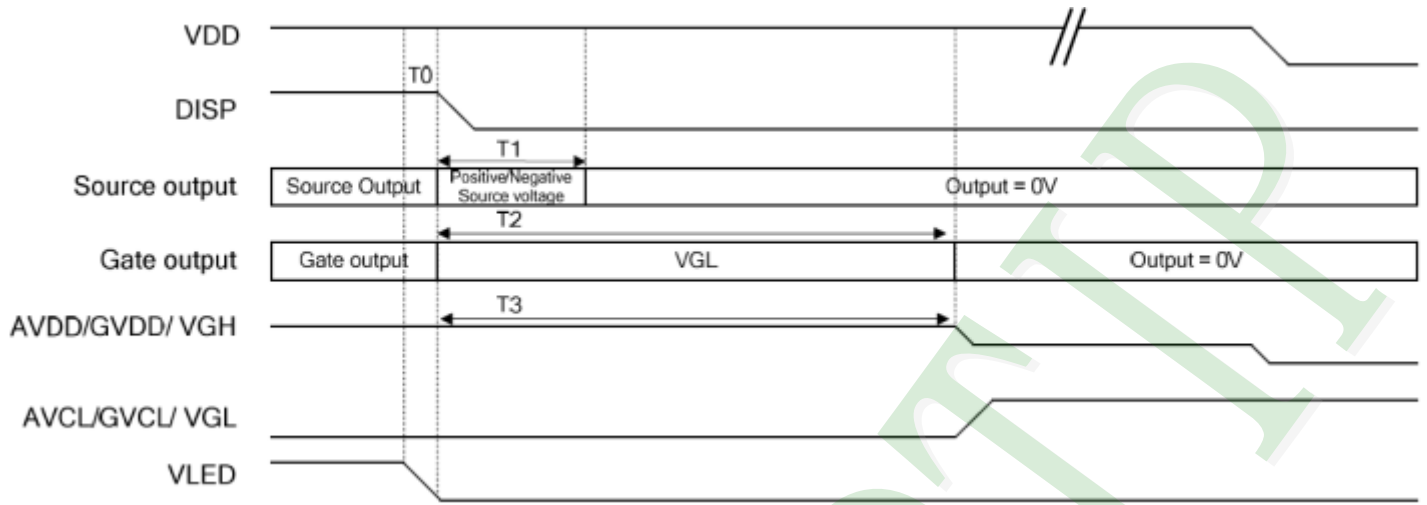 VDD
T0
DISP
T1
Source output
Source Output
Positive/Negative
Source voltage
Output = 0V
T2
Gate output
Gate output
VGL
Output = 0V
T3
AVDD/GVDD/ VGH
AVCL/GVCL/ VGL
VLED
TIP